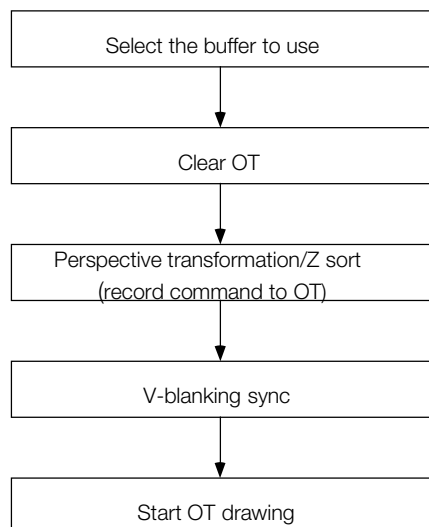 Select the buffer to use
Clear OT
Perspective transformation/Z sort
(record command to OT)
V-blanking sync
Start OT drawing